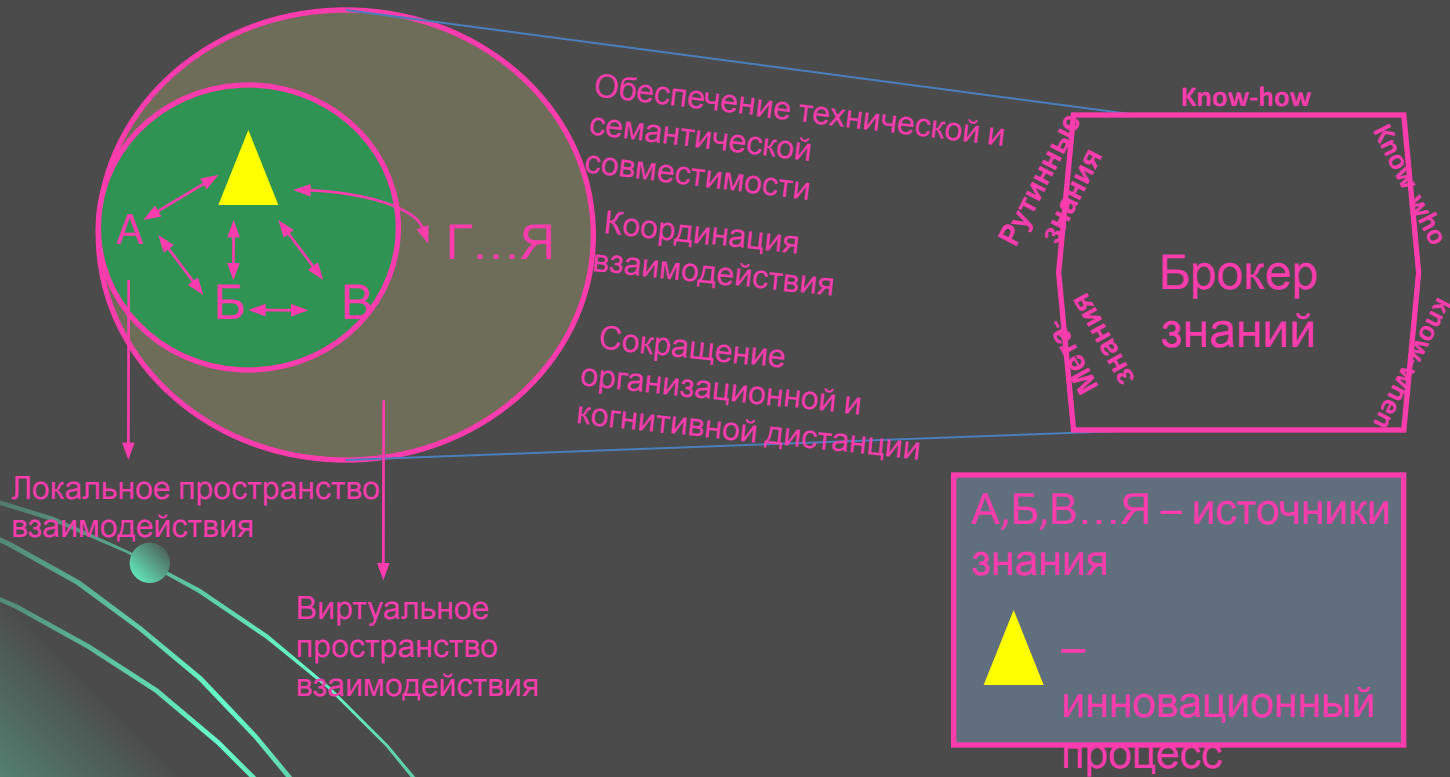 Обеспечение технической и
семантической
совместимости
Координация
взаимодействия
Сокращение
организационной и
когнитивной дистанции
А
Б
В
Г…Я
Локальное пространство
взаимодействия
Виртуальное
пространство
взаимодействия
Know-how
Know who
Know when
Рутинные
знания
Мета-
знания
Брокер
знаний
А,Б,В…Я – источники
знания
–
инновационный
процесс